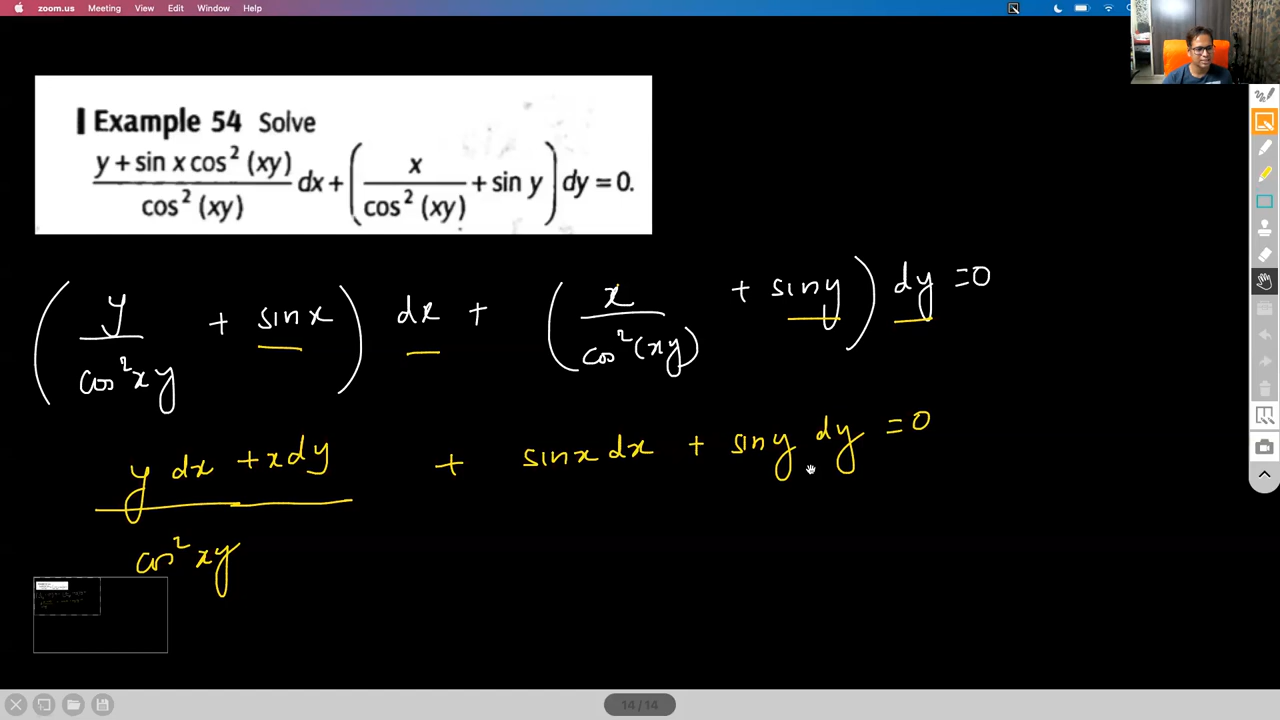 zoom.us Meeting View Edit Window Help
Example 54 Solve
y + sin x cos² (xy) / cos² (xy) dx + ( x / cos² (xy) + sin y ) dy = 0.
( y / cos² xy + sin x ) dx + ( x / cos² (xy) + sin y ) dy = 0
y dx + x dy / cos² xy + sin x dx + sin y dy = 0
14 / 14